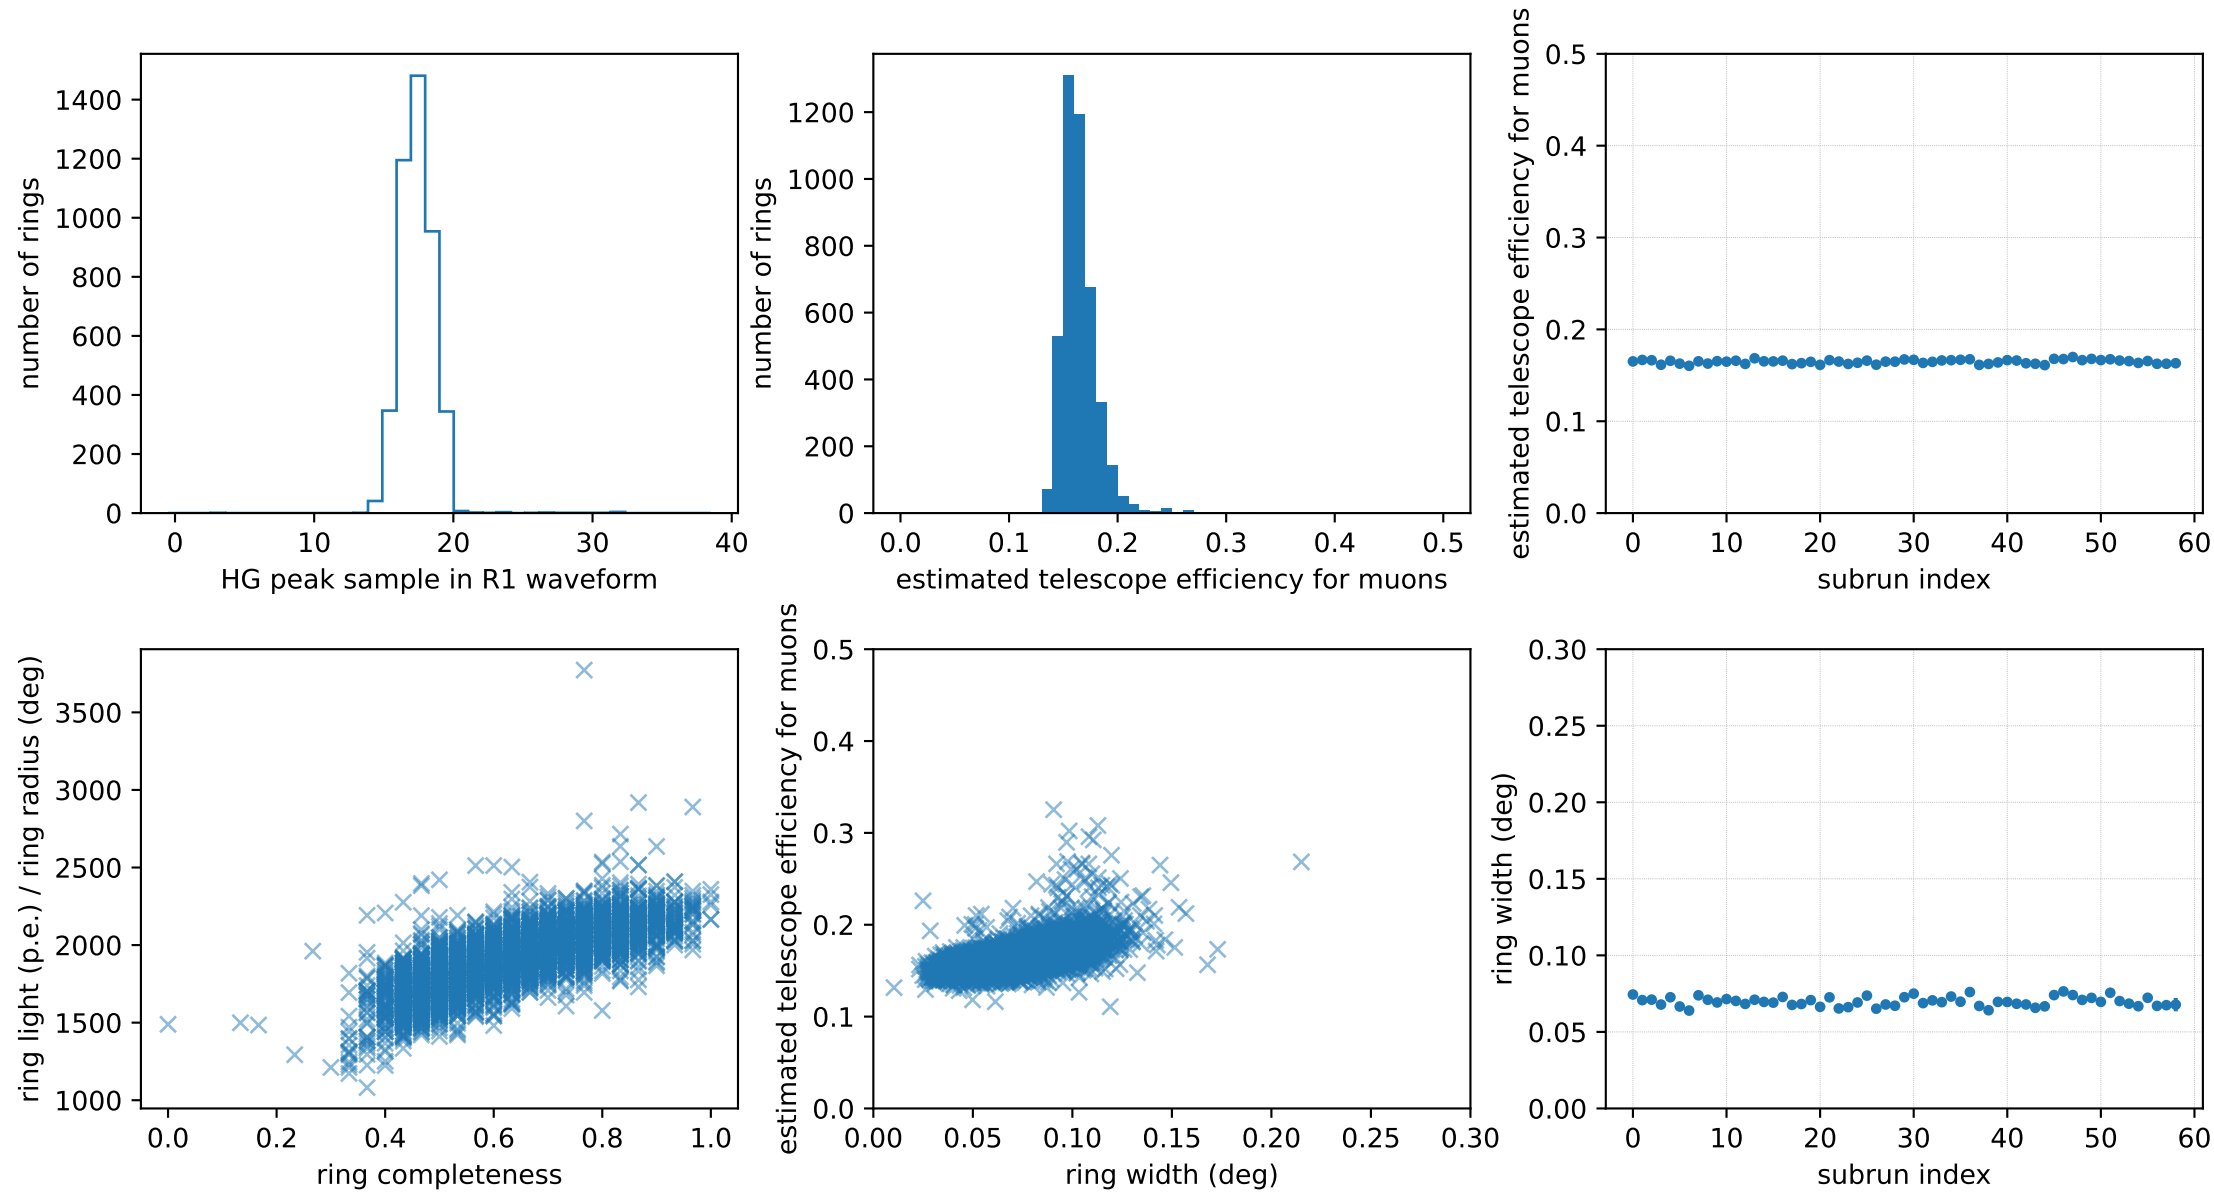 number of rings
1400
1200
1000
800
600
400
200
0
0 10 20 30 40
HG peak sample in R1 waveform
number of rings
1200
1000
800
600
400
200
0
0.0 0.1 0.2 0.3 0.4 0.5
estimated telescope efficiency for muons
estimated telescope efficiency for muons
0.5
0.4
0.3
0.2
0.1
0.0
0 10 20 30 40 50 60
subrun index
ring light (p.e.) / ring radius (deg)
3500
3000
2500
2000
1500
1000
0.0 0.2 0.4 0.6 0.8 1.0
ring completeness
estimated telescope efficiency for muons
0.5
0.4
0.3
0.2
0.1
0.0
0.00 0.05 0.10 0.15 0.20 0.25 0.30
ring width (deg)
ring width (deg)
0.30
0.25
0.20
0.15
0.10
0.05
0.00
0 10 20 30 40 50 60
subrun index